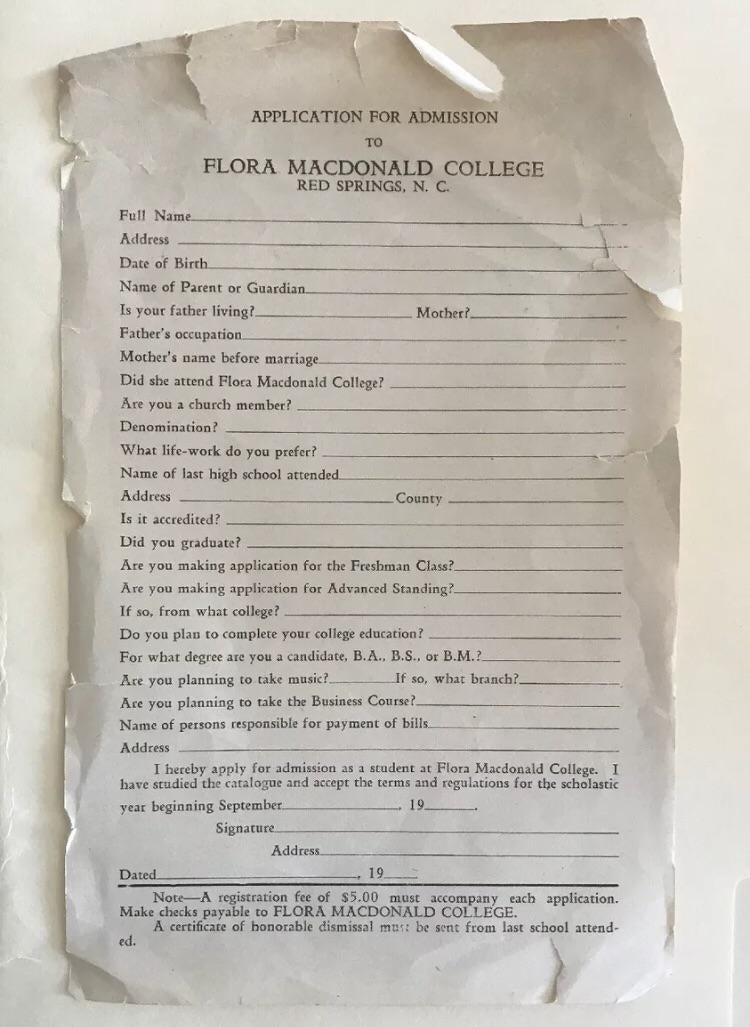 APPLICATION FOR ADMISSION
TO
FLORA MACDONALD COLLEGE
RED SPRINGS, N. C.
Full Name
Address
Date of Birth
Name of Parent or Guardian
Is your father living? Mother?
Father's occupation
Mother's name before marriage
Did she attend Flora Macdonald College?
Are you a church member?
Denomination?
What life-work do you prefer?
Name of last high school attended
Address County
Is it accredited?
Did you graduate?
Are you making application for the Freshman Class?
Are you making application for Advanced Standing?
If so, from what college?
Do you plan to complete your college education?
For what degree are you a candidate, B.A., B.S., or B.M.?
Are you planning to take music? If so, what branch?
Are you planning to take the Business Course?
Name of persons responsible for payment of bills
Address
I hereby apply for admission as a student at Flora Macdonald College. I
have studied the catalogue and accept the terms and regulations for the scholastic
year beginning September , 19 .
Signature
Address
Dated , 19
Note—A registration fee of $5.00 must accompany each application.
Make checks payable to FLORA MACDONALD COLLEGE.
A certificate of honorable dismissal must be sent from last school attend-
ed.